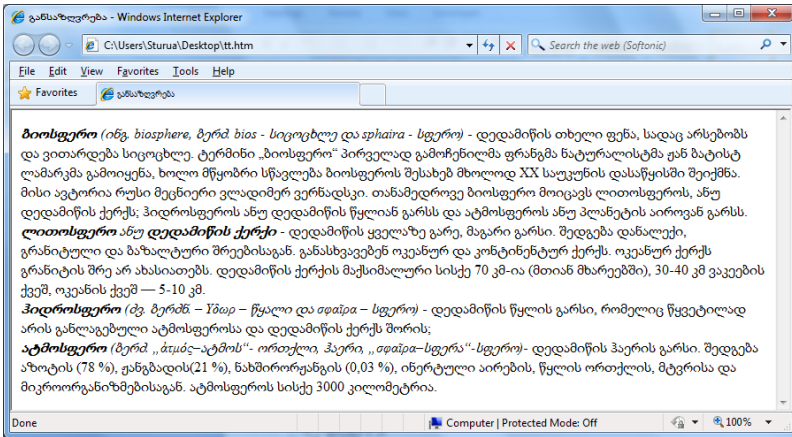 განსაზღვრება - Windows Internet Explorer
C:\Users\Sturua\Desktop\tt.htm
Search the web (Softonic)
File Edit View Favorites Tools Help
Favorites განსაზღვრება
ბიოსფერო (ინგ. biosphere, ბერძ. bios - სიცოცხლე და sphaira - სფერო) - დედამიწის თხელი ფენა, სადაც არსებობს
და ვითარდება სიცოცხლე. ტერმინი „ბიოსფერო“ პირველად გამოჩენილმა ფრანგმა ნატურალისტმა ჟან ბატისტ
ლამარკმა გამოიყენა, ხოლო მწყობრი სწავლება ბიოსფეროს შესახებ მხოლოდ XX საუკუნის დასაწყისში შეიქმნა.
მისი ავტორია რუსი მეცნიერი ვლადიმერ ვერნადსკი. თანამედროვე ბიოსფერო მოიცავს ლითოსფეროს, ანუ
დედამიწის ქერქს; ჰიდროსფეროს ანუ დედამიწის წყლიან გარსს და ატმოსფეროს ანუ პლანეტის აიროვან გარსს.
ლითოსფერო ანუ დედამიწის ქერქი - დედამიწის ყველაზე გარე, მაგარი გარსი. შედგება დანალექი,
გრანიტული და ბაზალტური შრეებისაგან. განასხვავებენ ოკეანურ და კონტინენტურ ქერქს. ოკეანურ ქერქს
გრანიტის შრე არ ახასიათებს. დედამიწის ქერქის მაქსიმალური სისქე 70 კმ-ია (მთიან მხარეებში), 30-40 კმ ვაკეების
ქვეშ, ოკეანის ქვეშ — 5-10 კმ.
ჰიდროსფერო (ძვ. ბერძნ. – Ὕδωρ – წყალი და σφαῖρα – სფერო) - დედამიწის წყლის გარსი, რომელიც წყვეტილად
არის განლაგებული ატმოსფეროსა და დედამიწის ქერქს შორის;
ატმოსფერო (ბერძ. „ἀτμός–ატმოს“- ორთქლი, ჰაერი, „σφαῖρα–სფერა“-სფერო)- დედამიწის ჰაერის გარსი. შედგება
აზოტის (78 %), ჟანგბადის(21 %), ნახშირორჟანგის (0,03 %), ინერტული აირების, წყლის ორთქლის, მტვრისა და
მიკროორგანიზმებისაგან. ატმოსფეროს სისქე 3000 კილომეტრია.
Done Computer | Protected Mode: Off 100%